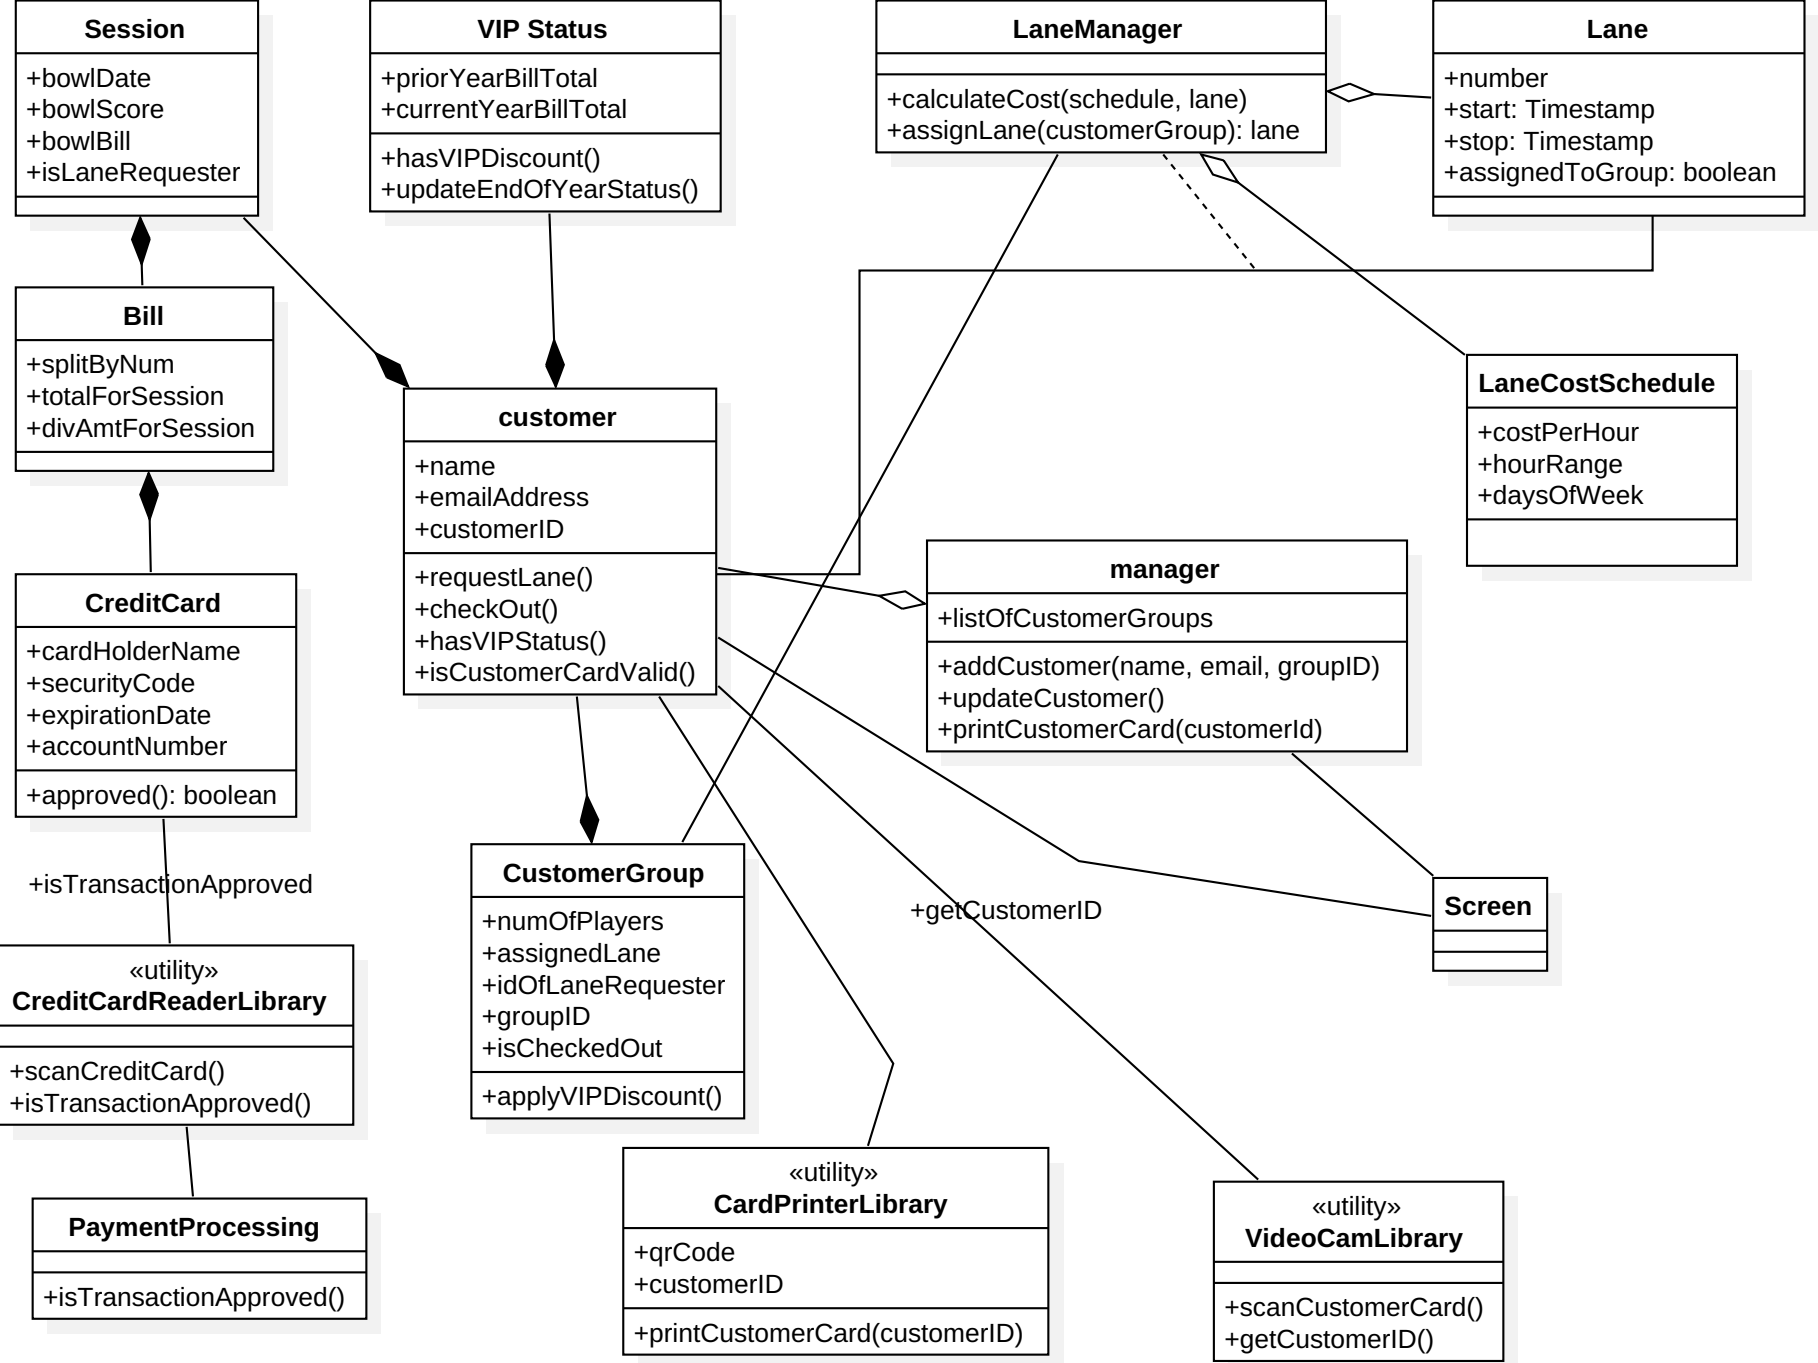 Session
+bowlDate
+bowlScore
+bowlBill
+isLaneRequester
VIP Status
+priorYearBillTotal
+currentYearBillTotal
+hasVIPDiscount()
+updateEndOfYearStatus()
LaneManager
+calculateCost(schedule, lane)
+assignLane(customerGroup): lane
Lane
+number
+start: Timestamp
+stop: Timestamp
+assignedToGroup: boolean
Bill
+splitByNum
+totalForSession
+divAmtForSession
customer
+name
+emailAddress
+customerID
+requestLane()
+checkOut()
+hasVIPStatus()
+isCustomerCardValid()
LaneCostSchedule
+costPerHour
+hourRange
+daysOfWeek
manager
+listOfCustomerGroups
+addCustomer(name, email, groupID)
+updateCustomer()
+printCustomerCard(customerId)
CreditCard
+cardHolderName
+securityCode
+expirationDate
+accountNumber
+approved(): boolean
+isTransactionApproved
CustomerGroup
+numOfPlayers
+assignedLane
+idOfLaneRequester
+groupID
+isCheckedOut
+applyVIPDiscount()
+getCustomerID
Screen
«utility»
CreditCardReaderLibrary
+scanCreditCard()
+isTransactionApproved()
PaymentProcessing
+isTransactionApproved()
«utility»
CardPrinterLibrary
+qrCode
+customerID
+printCustomerCard(customerID)
«utility»
VideoCamLibrary
+scanCustomerCard()
+getCustomerID()